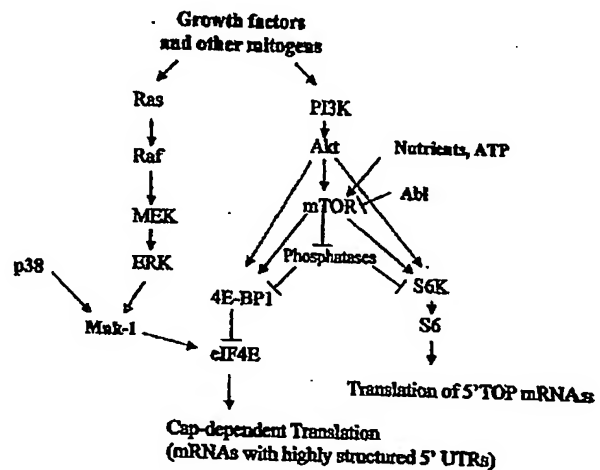 Growth factors
and other mitogens
Ras
PI3K
Raf
Akt
Nutrients, ATP
mTOR
Abl
MEK
Phosphatases
ERK
p38
4E-BP1
S6K
Mnk-1
S6
eIF4E
Translation of 5'TOP mRNAs
Cap-dependent Translation
(mRNAs with highly structured 5' UTRs)